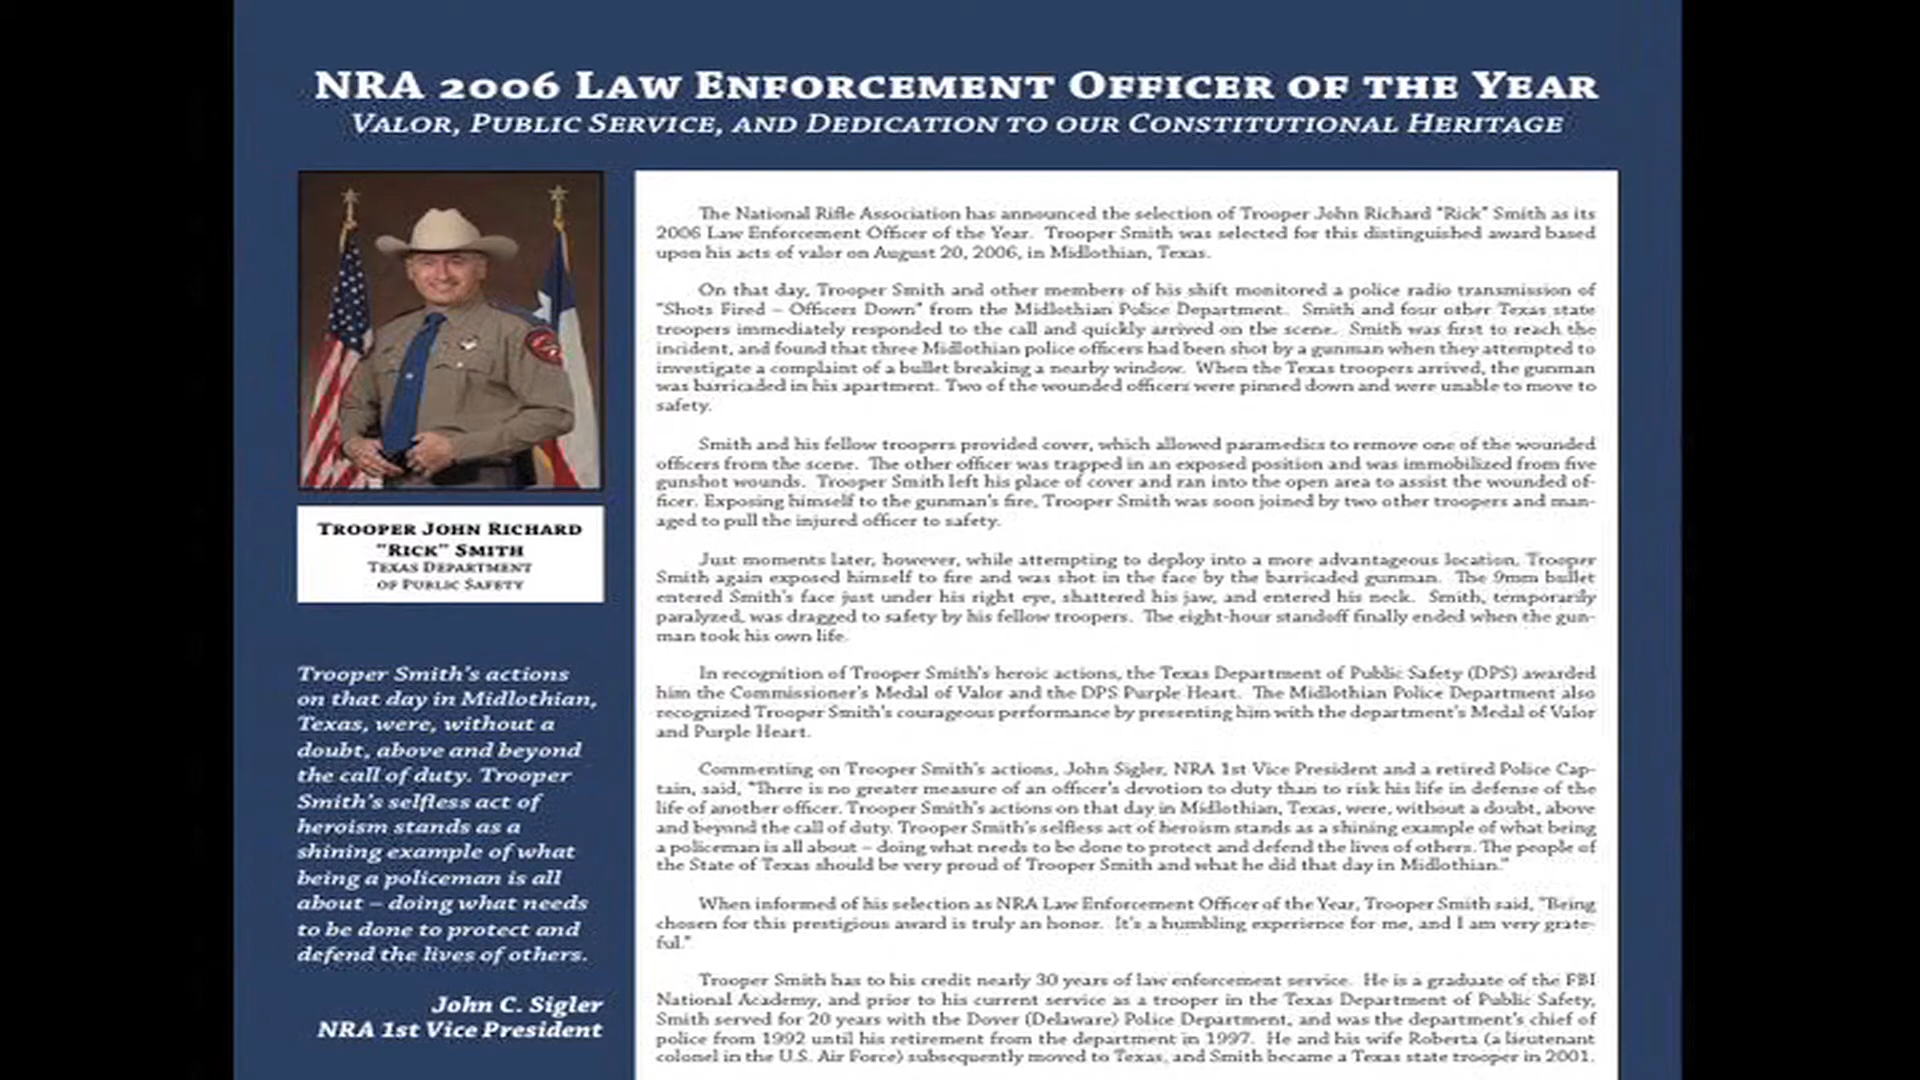 NRA 2006 Law Enforcement Officer of the Year
Valor, Public Service, and Dedication to our Constitutional Heritage
Trooper John Richard
"Rick" Smith
Texas Department
of Public Safety
Trooper Smith's actions
on that day in Midlothian,
Texas, were, without a
doubt, above and beyond
the call of duty. Trooper
Smith's selfless act of
heroism stands as a
shining example of what
being a policeman is all
about – doing what needs
to be done to protect and
defend the lives of others.
John C. Sigler
NRA 1st Vice President
The National Rifle Association has announced the selection of Trooper John Richard "Rick" Smith as its
2006 Law Enforcement Officer of the Year. Trooper Smith was selected for this distinguished award based
upon his acts of valor on August 20, 2006, in Midlothian, Texas.
On that day, Trooper Smith and other members of his shift monitored a police radio transmission of
"Shots Fired – Officers Down" from the Midlothian Police Department. Smith and four other Texas state
troopers immediately responded to the call and quickly arrived on the scene. Smith was first to reach the
incident, and found that three Midlothian police officers had been shot by a gunman when they attempted to
investigate a complaint of a bullet breaking a nearby window. When the Texas troopers arrived, the gunman
was barricaded in his apartment. Two of the wounded officers were pinned down and were unable to move to
safety.
Smith and his fellow troopers provided cover, which allowed paramedics to remove one of the wounded
officers from the scene. The other officer was trapped in an exposed position and was immobilized from five
gunshot wounds. Trooper Smith left his place of cover and ran into the open area to assist the wounded of-
ficer. Exposing himself to the gunman's fire, Trooper Smith was soon joined by two other troopers and man-
aged to pull the injured officer to safety.
Just moments later, however, while attempting to deploy into a more advantageous location, Trooper
Smith again exposed himself to fire and was shot in the face by the barricaded gunman. The 9mm bullet
entered Smith's face just under his right eye, shattered his jaw, and entered his neck. Smith, temporarily
paralyzed, was dragged to safety by his fellow troopers. The eight-hour standoff finally ended when the gun-
man took his own life.
In recognition of Trooper Smith's heroic actions, the Texas Department of Public Safety (DPS) awarded
him the Commissioner's Medal of Valor and the DPS Purple Heart. The Midlothian Police Department also
recognized Trooper Smith's courageous performance by presenting him with the department's Medal of Valor
and Purple Heart.
Commenting on Trooper Smith's actions, John Sigler, NRA 1st Vice President and a retired Police Cap-
tain, said, "There is no greater measure of an officer's devotion to duty than to risk his life in defense of the
life of another officer. Trooper Smith's actions on that day in Midlothian, Texas, were, without a doubt, above
and beyond the call of duty. Trooper Smith's selfless act of heroism stands as a shining example of what being
a policeman is all about – doing what needs to be done to protect and defend the lives of others. The people of
the State of Texas should be very proud of Trooper Smith and what he did that day in Midlothian."
When informed of his selection as NRA Law Enforcement Officer of the Year, Trooper Smith said, "Being
chosen for this prestigious award is truly an honor. It's a humbling experience for me, and I am very grate-
ful."
Trooper Smith has to his credit nearly 30 years of law enforcement service. He is a graduate of the FBI
National Academy, and prior to his current service as a trooper in the Texas Department of Public Safety,
Smith served for 20 years with the Dover (Delaware) Police Department, and was the department's chief of
police from 1992 until his retirement from the department in 1997. He and his wife Roberta (a lieutenant
colonel in the U.S. Air Force) subsequently moved to Texas, and Smith became a Texas state trooper in 2001.